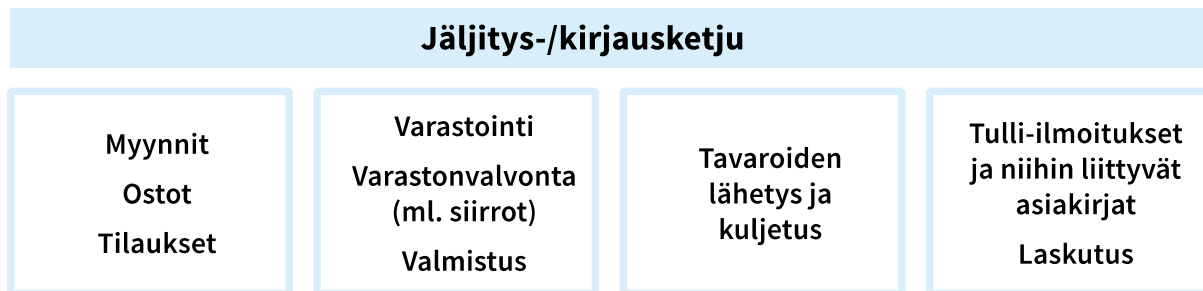 Jäljitys-/kirjausketju
Myynnit
Ostot
Tilaukset
Varastointi
Varastonvalvonta
(ml. siirrot)
Valmistus
Tavaroiden
lähetys ja
kuljetus
Tulli-ilmoitukset
ja niihin liittyvät
asiakirjat
Laskutus